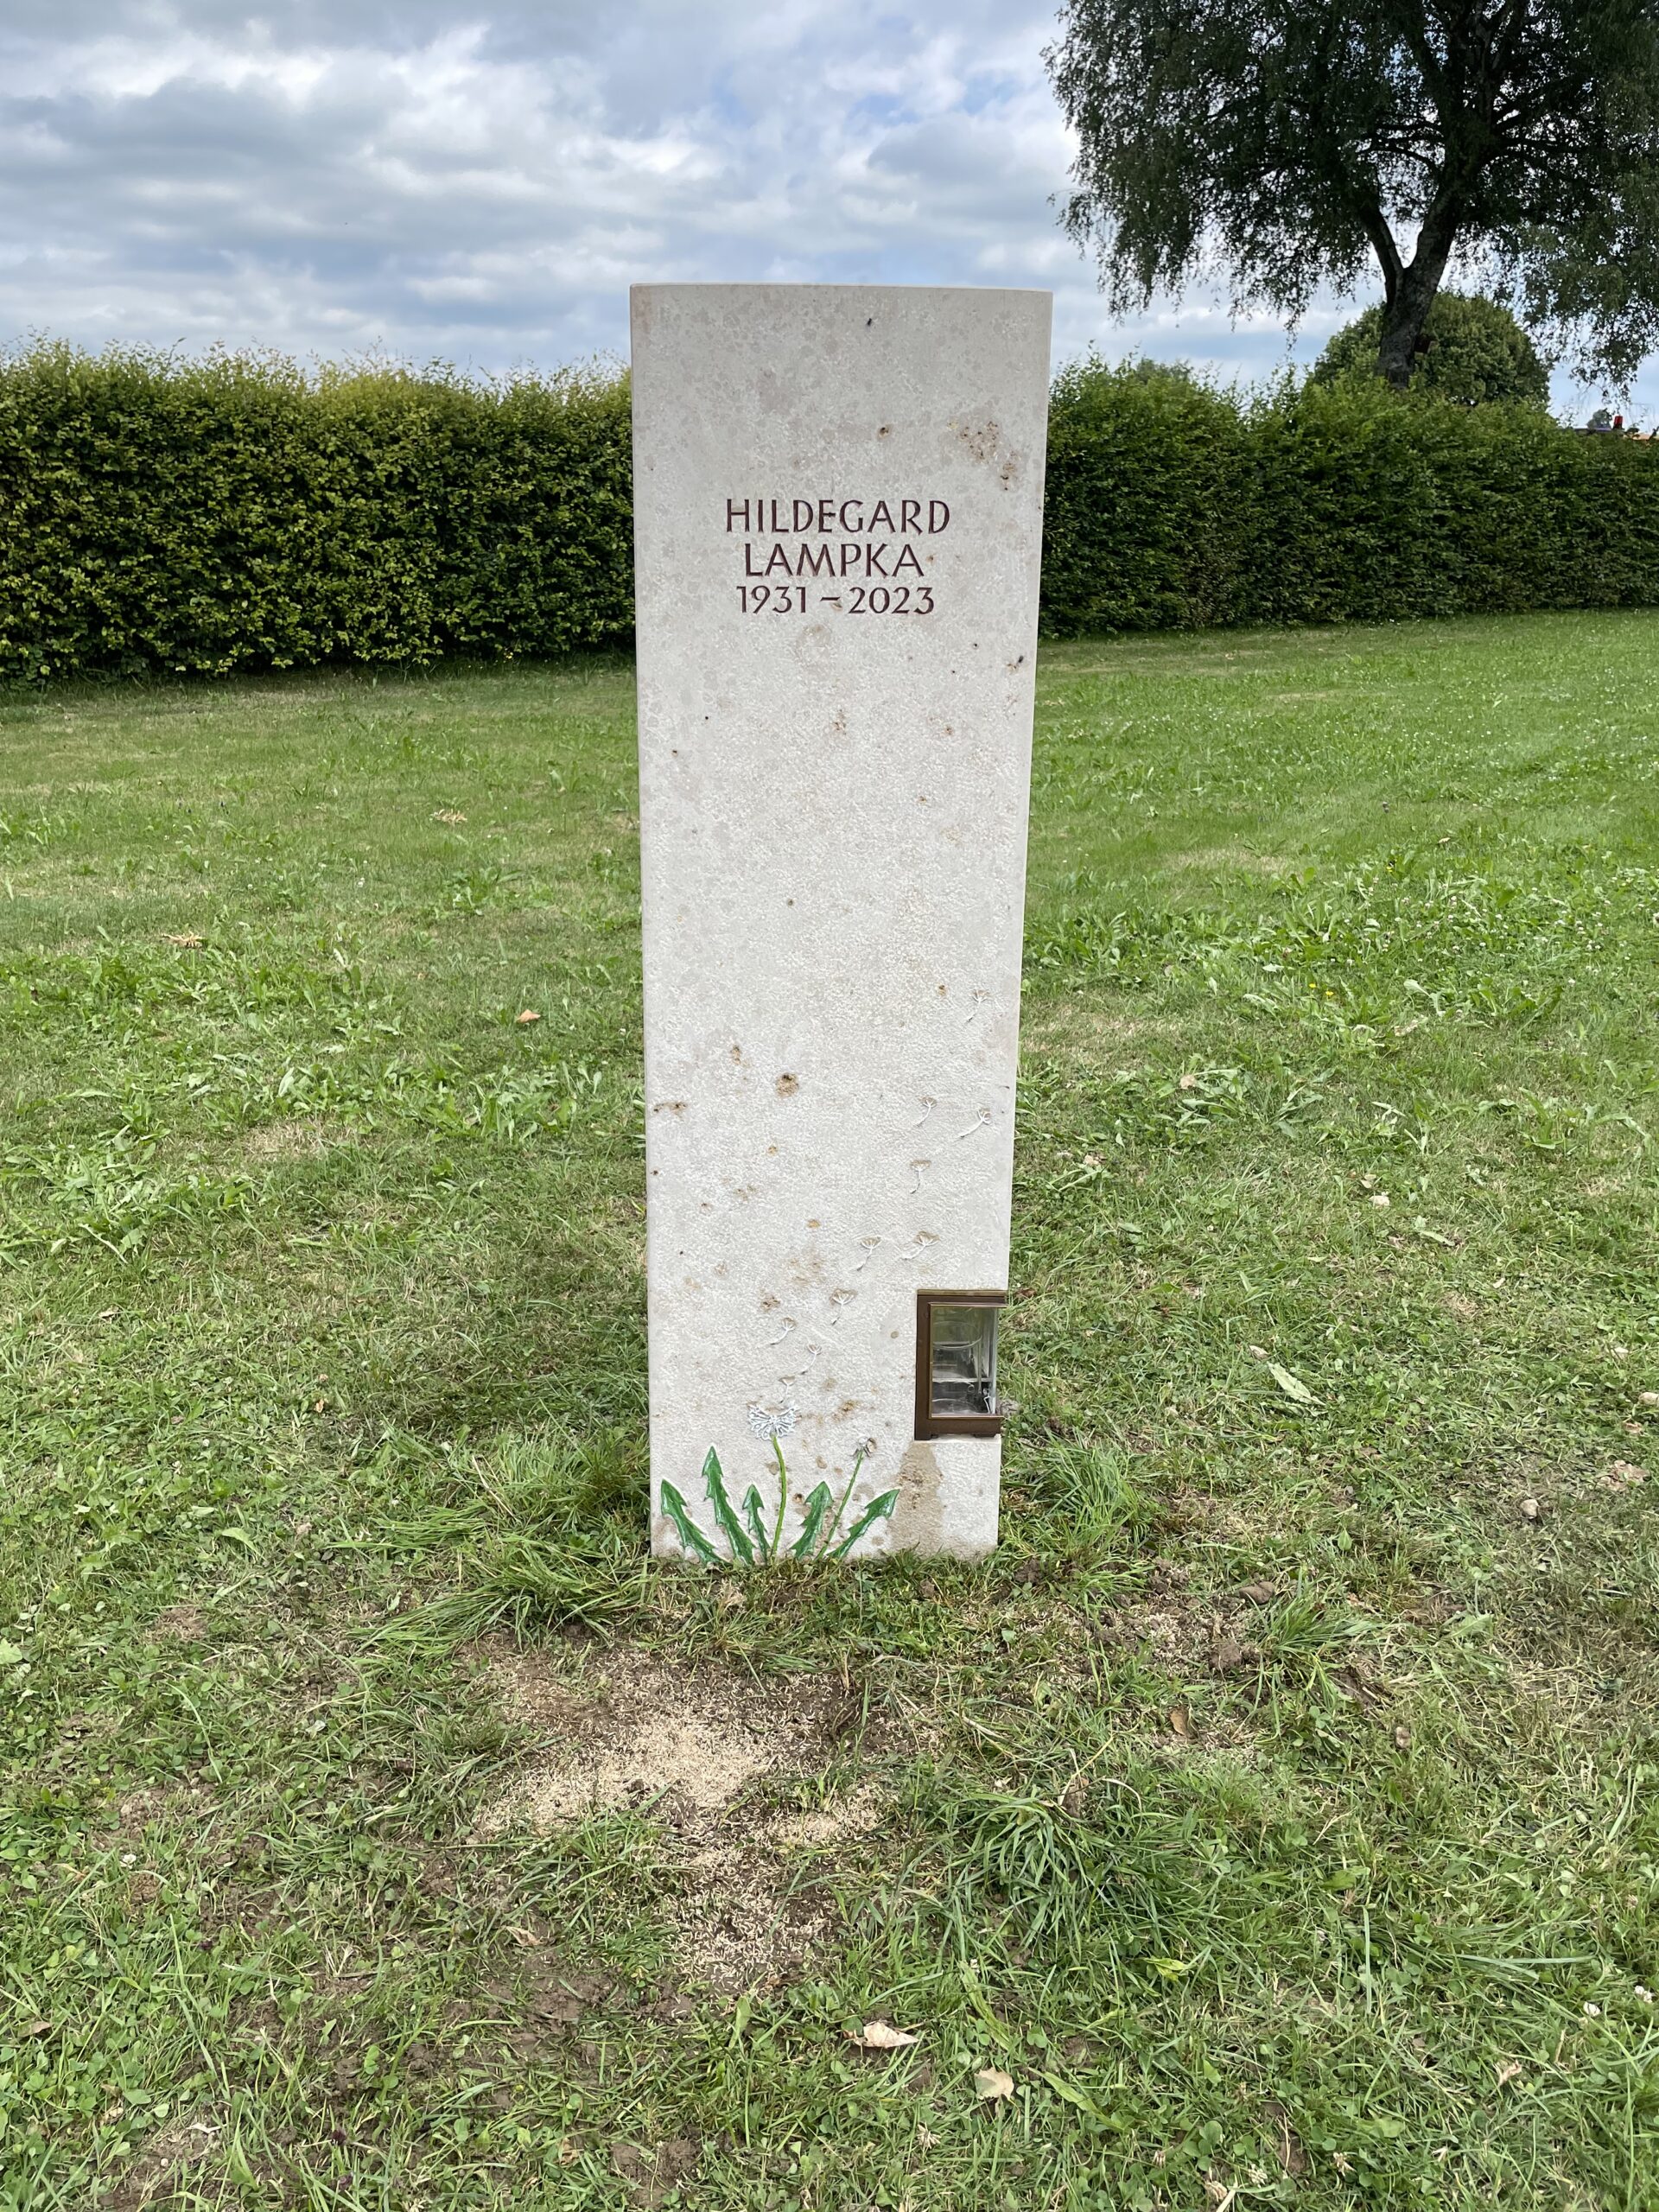 HILDEGARD
LAMPKA
1931 – 2023